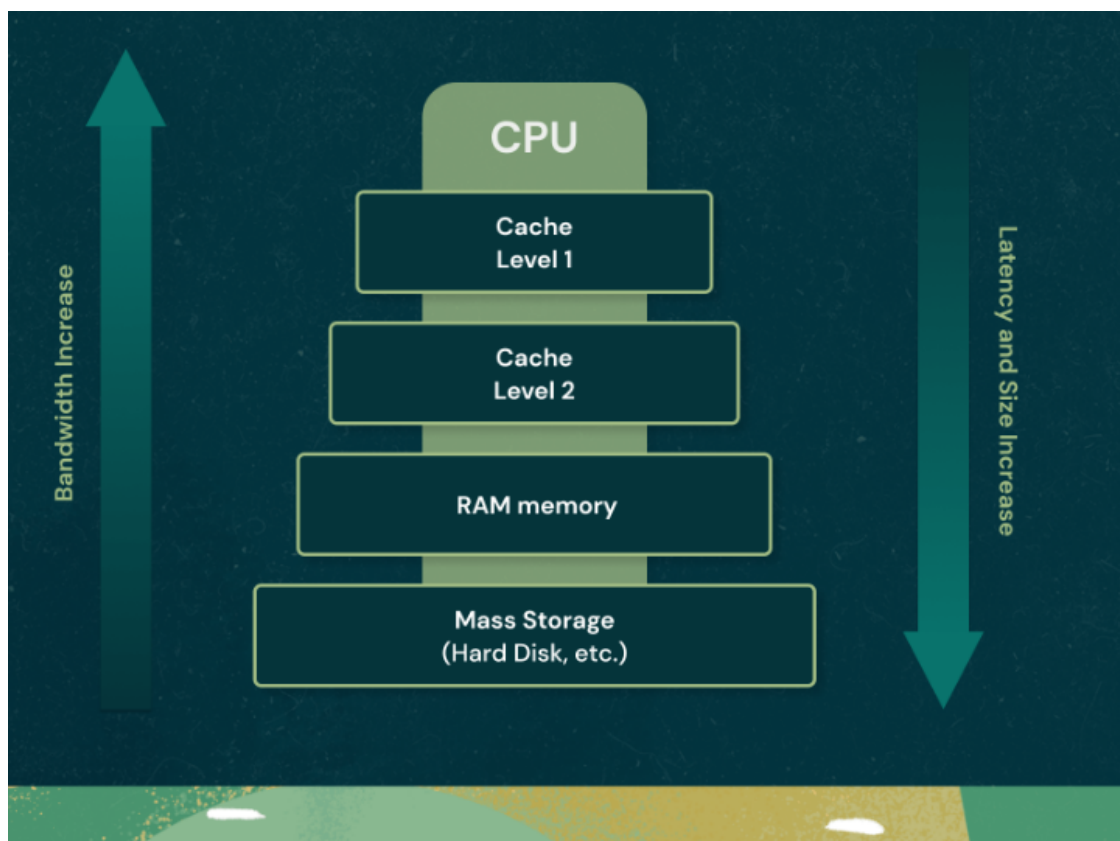 CPU
Cache
Level 1
Cache
Level 2
RAM memory
Mass Storage
(Hard Disk, etc.)
Bandwidth Increase
Latency and Size Increase